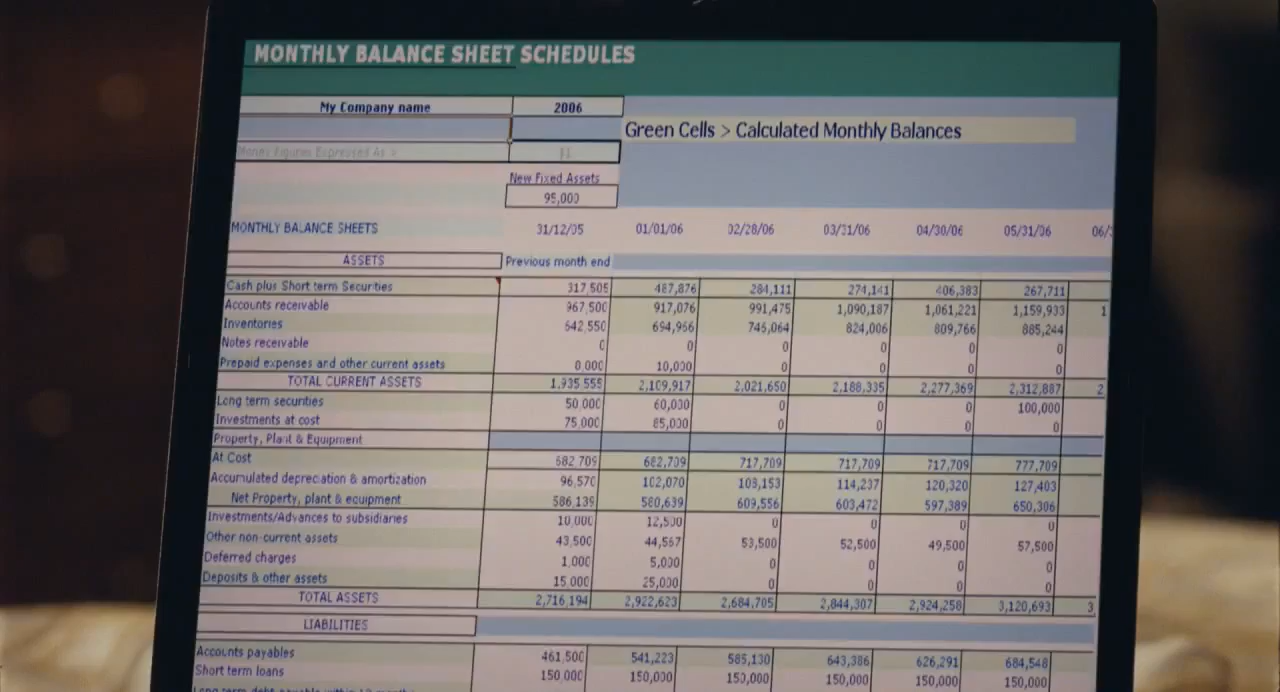 MONTHLY BALANCE SHEET SCHEDULES
My Company name 2006
Green Cells > Calculated Monthly Balances
Money Figures Expressed As >
New Fixed Assets
95,000
MONTHLY BALANCE SHEETS 31/12/05 01/01/06 02/28/06 03/31/06 04/30/06 05/31/06 06/
ASSETS Previous month end
Cash plus Short term Securities 317,505 487,876 284,111 274,141 406,383 267,711
Accounts receivable 967,500 917,076 991,475 1,090,187 1,061,221 1,159,933 1
Inventories 642,550 694,966 745,064 824,006 809,766 885,244
Notes receivable 0 0 0 0 0 0
Prepaid expenses and other current assets 8,000 10,000 0 0 0 0
TOTAL CURRENT ASSETS 1,935,555 2,109,917 2,021,650 2,188,335 2,277,369 2,312,887 2
Long term securities 50,000 60,000 0 0 0 100,000
Investments at cost 75,000 85,000 0 0 0 0
Property, Plant & Equipment
At Cost 682,709 682,709 717,709 717,709 717,709 777,709
Accumulated depreciation & amortization 96,570 102,070 108,153 114,237 120,320 127,403
Net Property, plant & equipment 586,139 580,639 609,556 603,472 597,389 650,306
Investments/Advances to subsidiaries 10,000 12,500 0 0 0 0
Other non-current assets 43,500 44,567 53,500 52,500 49,500 57,500
Deferred charges 1,000 5,000 0 0 0 0
Deposits & other assets 15,000 25,000 0 0 0 0
TOTAL ASSETS 2,716,194 2,922,623 2,684,705 2,844,307 2,924,258 3,120,693 3
LIABILITIES
Accounts payables 461,500 541,223 585,130 643,386 626,291 684,548
Short term loans 150,000 150,000 150,000 150,000 150,000 150,000